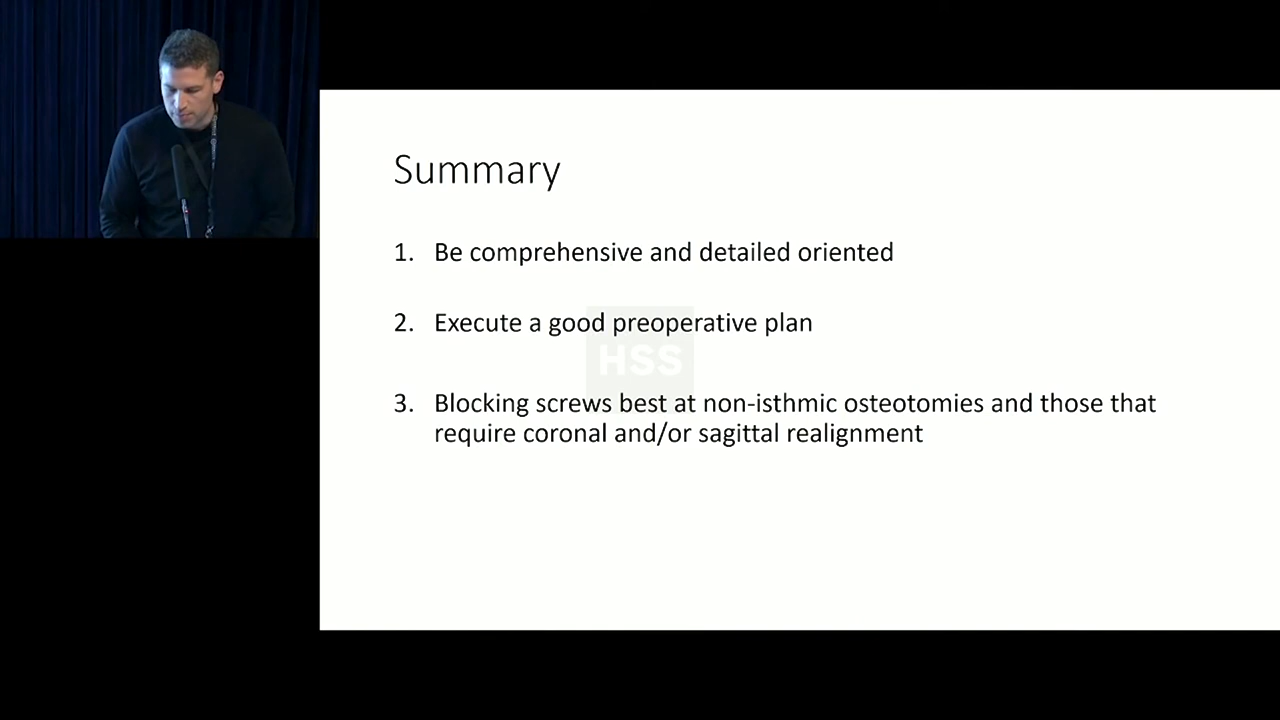 Summary
1. Be comprehensive and detailed oriented
2. Execute a good preoperative plan
HSS
3. Blocking screws best at non-isthmic osteotomies and those that
require coronal and/or sagittal realignment